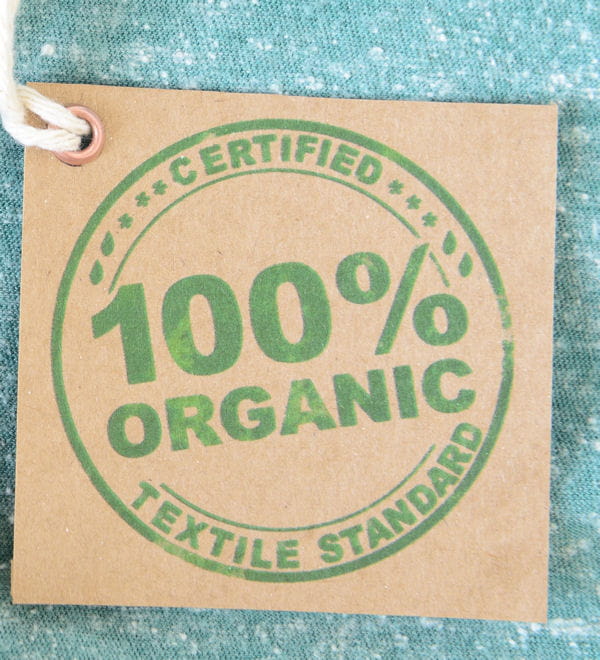 CERTIFIED
100%
ORGANIC
TEXTILE STANDARD